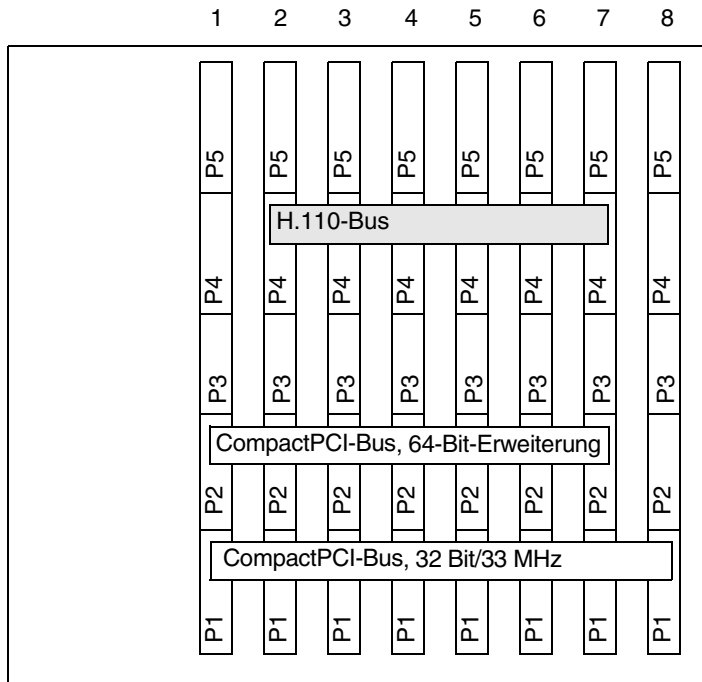 1 2 3 4 5 6 7 8
P5 P5 P5 P5 P5 P5 P5 P5
H.110-Bus
P4 P4 P4 P4 P4 P4 P4 P4
P3 P3 P3 P3 P3 P3 P3 P3
CompactPCI-Bus, 64-Bit-Erweiterung
P2 P2 P2 P2 P2 P2 P2 P2
CompactPCI-Bus, 32 Bit/33 MHz
P1 P1 P1 P1 P1 P1 P1 P1